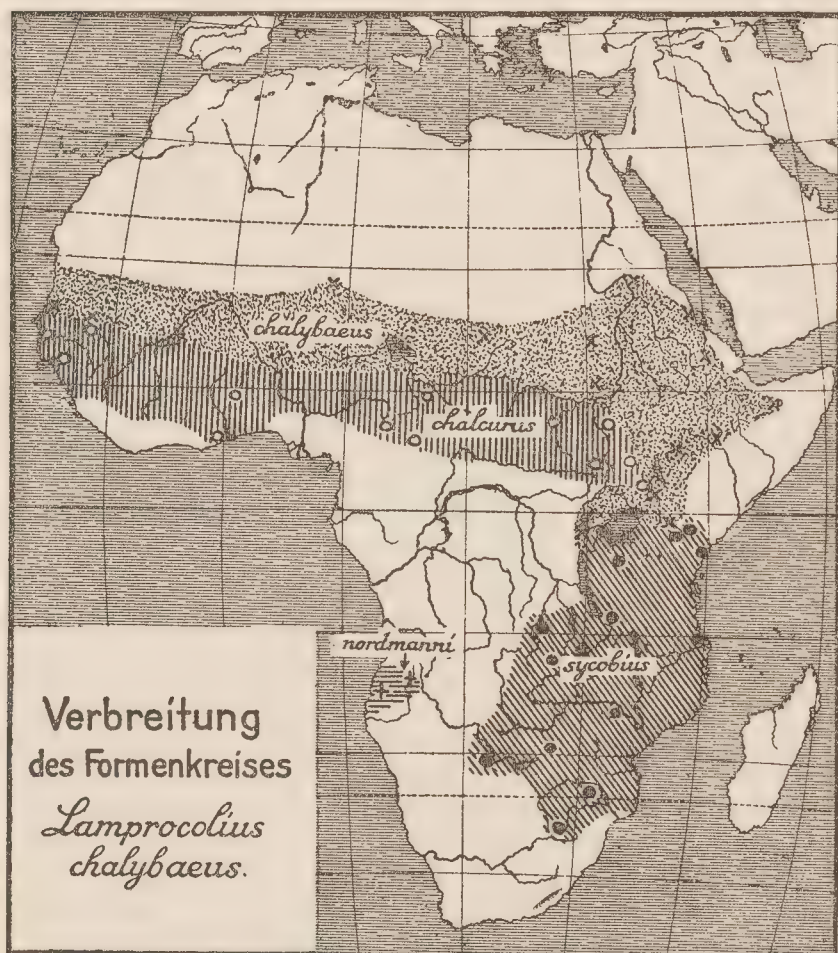 chalybaeus
chalcurus
nordmanni
sycobius
Verbreitung
des Formenkreises
Lamprocolius
chalybaeus.